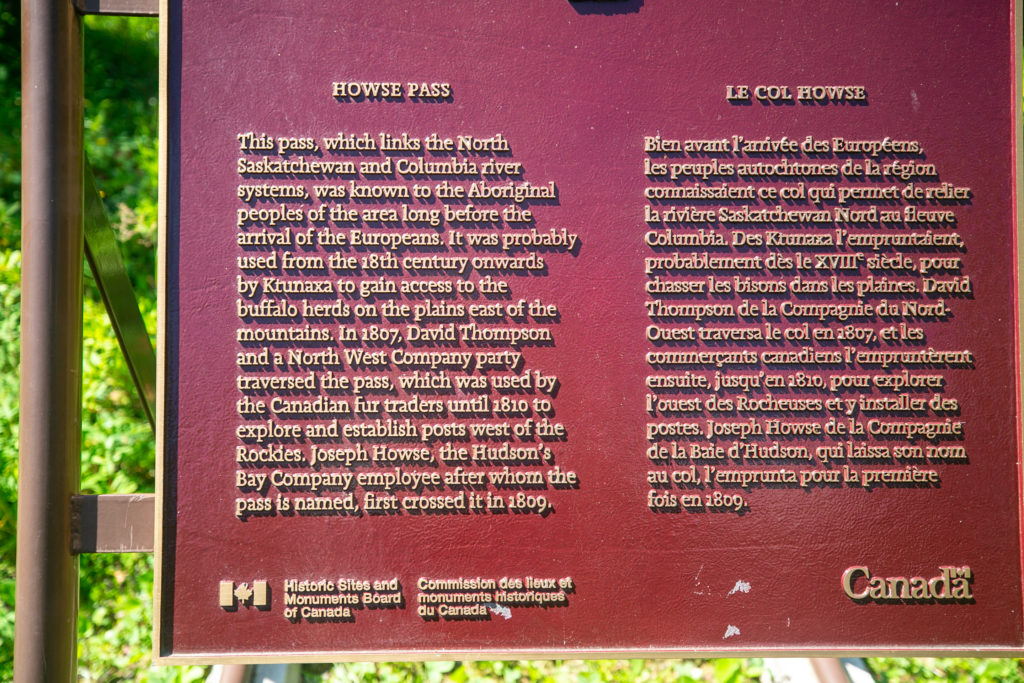 HOWSE PASS
This pass, which links the North
Saskatchewan and Columbia river
systems, was known to the Aboriginal
peoples of the area long before the
arrival of the Europeans. It was probably
used from the 18th century onwards
by Ktunaxa to gain access to the
buffalo herds on the plains east of the
mountains. In 1807, David Thompson
and a North West Company party
traversed the pass, which was used by
the Canadian fur traders until 1810 to
explore and establish posts west of the
Rockies. Joseph Howse, the Hudson's
Bay Company employee after whom the
pass is named, first crossed it in 1809.
LE COL HOWSE
Bien avant l'arrivée des Européens,
les peuples autochtones de la région
connaissaient ce col qui permet de relier
la rivière Saskatchewan Nord au fleuve
Columbia. Des Ktunaxa l'empruntaient,
probablement dès le XVIIIe siècle, pour
chasser les bisons dans les plaines. David
Thompson de la Compagnie du Nord-
Ouest traversa le col en 1807, et les
commerçants canadiens l'empruntèrent
ensuite, jusqu'en 1810, pour explorer
l'ouest des Rocheuses et y installer des
postes. Joseph Howse de la Compagnie
de la Baie d'Hudson, qui laissa son nom
au col, l'emprunta pour la première
fois en 1809.
Historic Sites and
Monuments Board
of Canada
Commission des lieux et
monuments historiques
du Canada
Canada